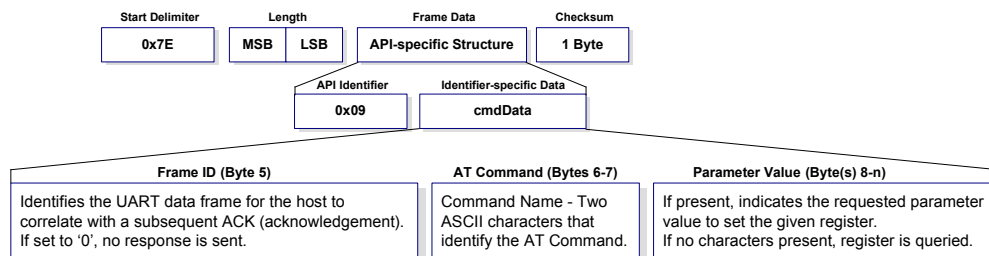 Start Delimiter Length Frame Data Checksum
0x7E MSB LSB API-specific Structure 1 Byte
API Identifier Identifier-specific Data
0x09 cmdData
Frame ID (Byte 5)
Identifies the UART data frame for the host to
correlate with a subsequent ACK (acknowledgement).
If set to ‘0’, no response is sent.
AT Command (Bytes 6-7)
Command Name - Two
ASCII characters that
identify the AT Command.
Parameter Value (Byte(s) 8-n)
If present, indicates the requested parameter
value to set the given register.
If no characters present, register is queried.